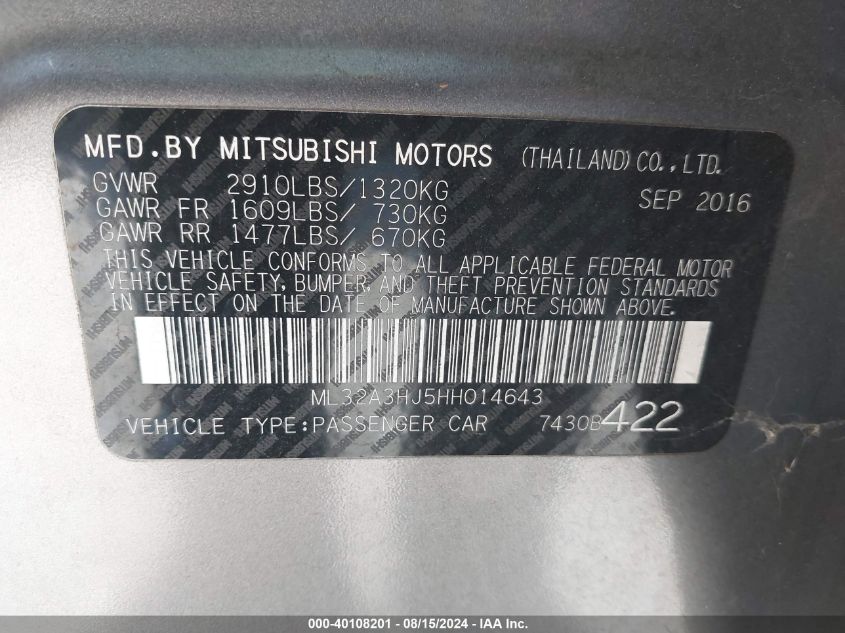 MFD.BY MITSUBISHI MOTORS (THAILAND) CO., LTD.
GVWR 2910LBS/1320KG SEP 2016
GAWR FR 1609LBS/ 730KG
GAWR RR 1477LBS/ 670KG
THIS VEHICLE CONFORMS TO ALL APPLICABLE FEDERAL MOTOR
VEHICLE SAFETY, BUMPER, AND THEFT PREVENTION STANDARDS
IN EFFECT ON THE DATE OF MANUFACTURE SHOWN ABOVE.
ML32A3HJ5HH014643
VEHICLE TYPE:PASSENGER CAR 7430B422
000-40108201 - 08/15/2024 - IAA Inc.